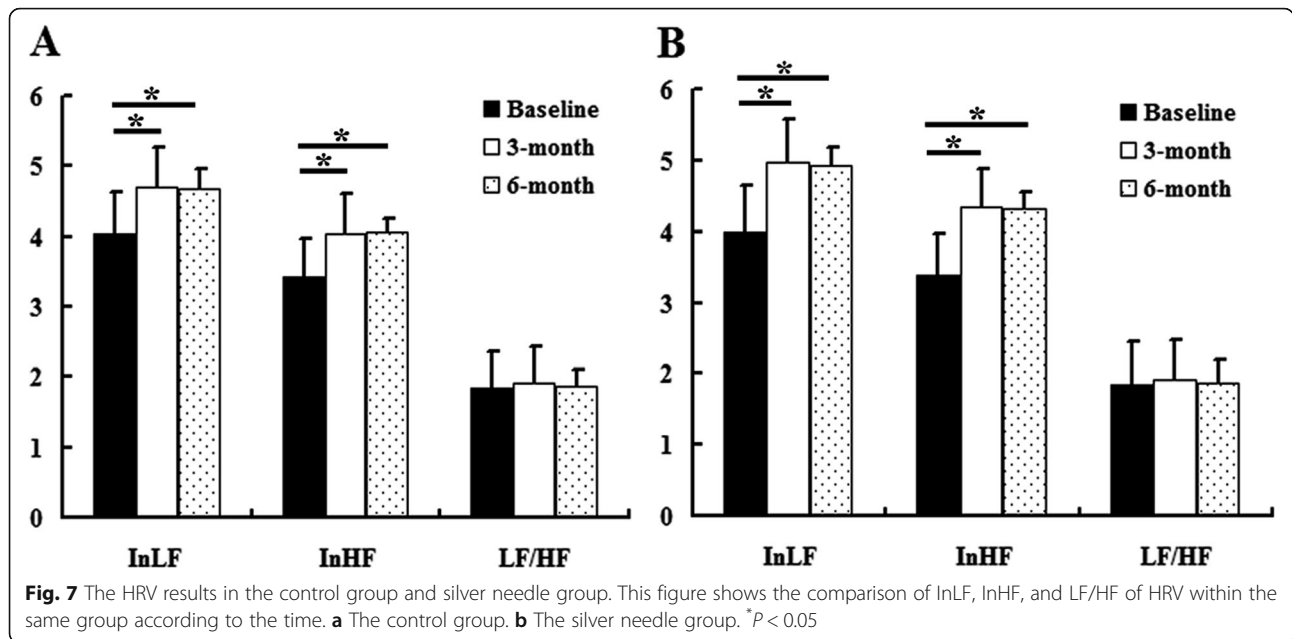 A
6
5
4
3
2
1
0
* * * *
Baseline
3-month
6-month
InLF InHF LF/HF
B
6
5
4
3
2
1
0
* * * *
Baseline
3-month
6-month
InLF InHF LF/HF
Fig. 7 The HRV results in the control group and silver needle group. This figure shows the comparison of InLF, InHF, and LF/HF of HRV within the
same group according to the time. a The control group. b The silver needle group. *P < 0.05